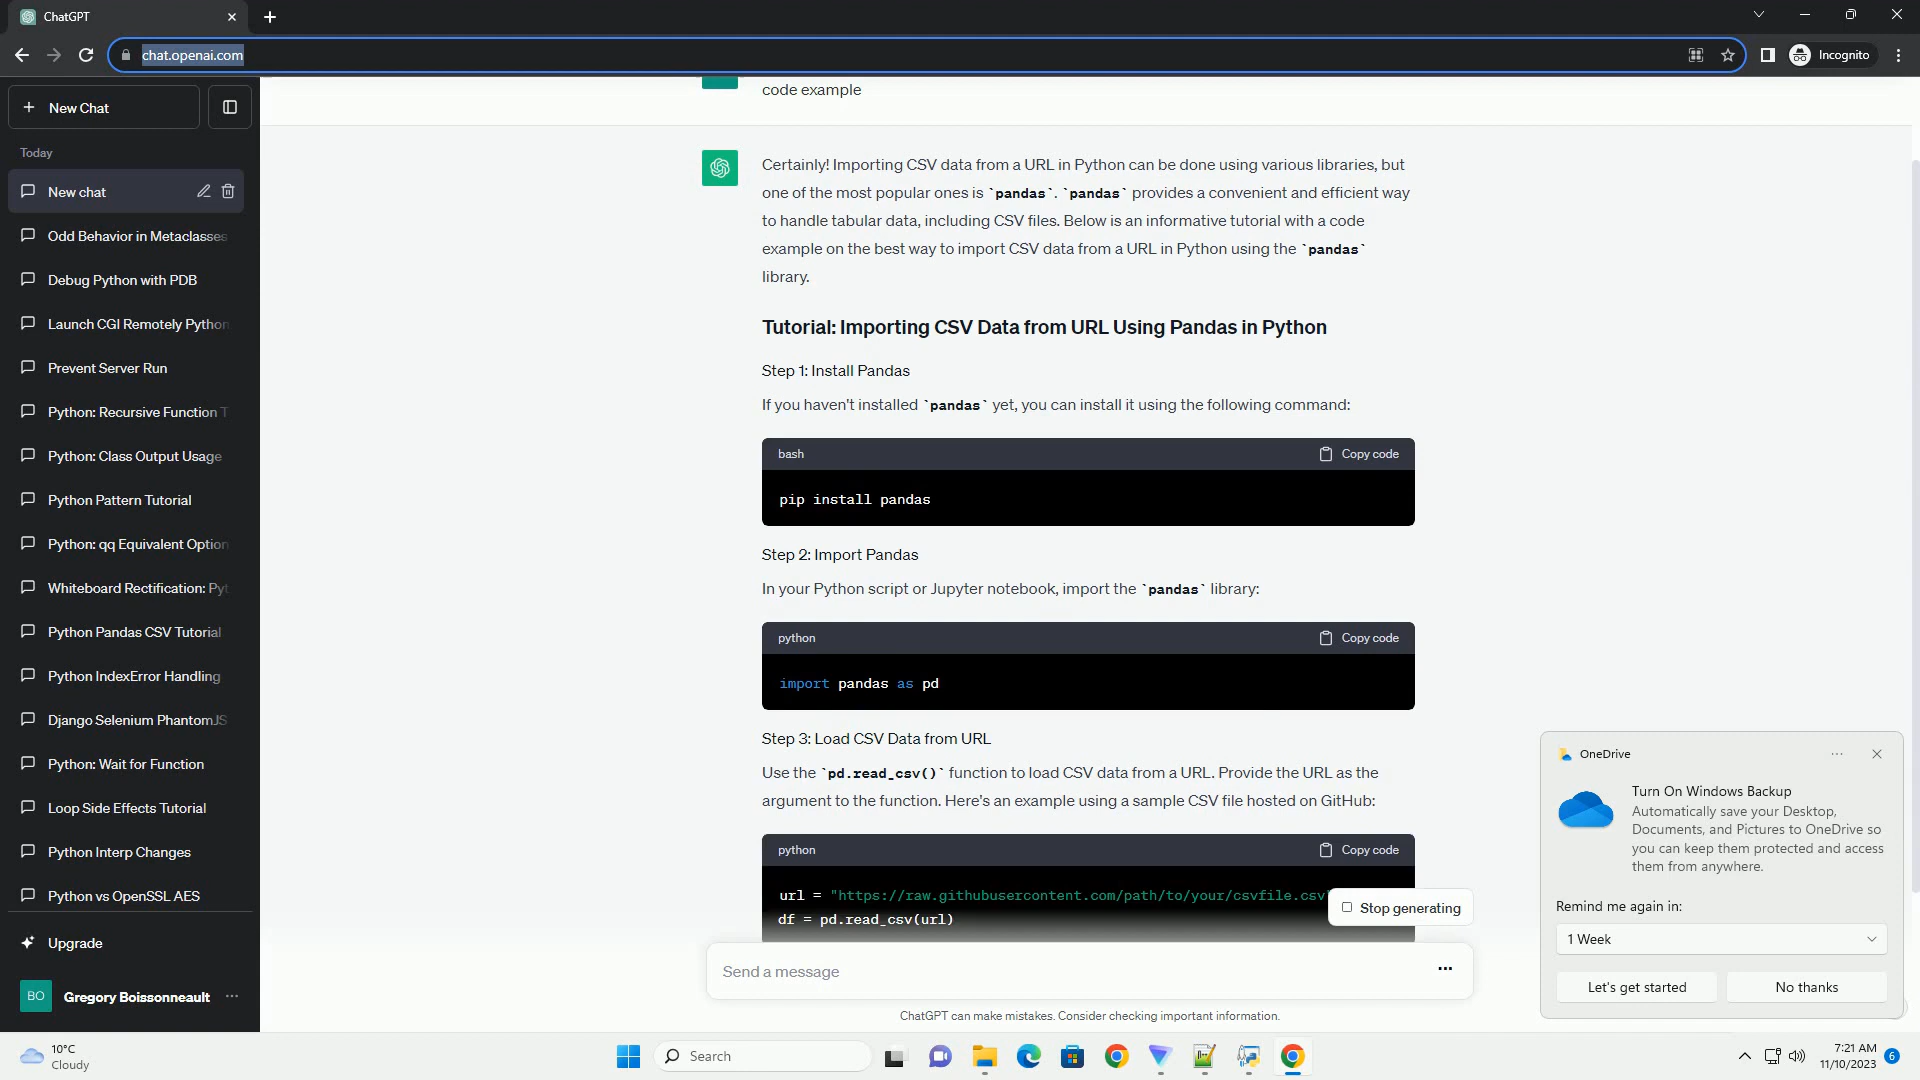 ChatGPT
chat.openai.com
Incognito
New Chat
Today
New chat
Odd Behavior in Metaclasses
Debug Python with PDB
Launch CGI Remotely Python
Prevent Server Run
Python: Recursive Function T
Python: Class Output Usage
Python Pattern Tutorial
Python: qq Equivalent Option
Whiteboard Rectification: Pyt
Python Pandas CSV Tutorial
Python IndexError Handling
Django Selenium PhantomJS
Python: Wait for Function
Loop Side Effects Tutorial
Python Interp Changes
Python vs OpenSSL AES
Upgrade
BO Gregory Boissonneault
code example
Certainly! Importing CSV data from a URL in Python can be done using various libraries, but
one of the most popular ones is `pandas`. `pandas` provides a convenient and efficient way
to handle tabular data, including CSV files. Below is an informative tutorial with a code
example on the best way to import CSV data from a URL in Python using the `pandas`
library.
Tutorial: Importing CSV Data from URL Using Pandas in Python
Step 1: Install Pandas
If you haven't installed `pandas` yet, you can install it using the following command:
bash Copy code
pip install pandas
Step 2: Import Pandas
In your Python script or Jupyter notebook, import the `pandas` library:
python Copy code
import pandas as pd
Step 3: Load CSV Data from URL
Use the `pd.read_csv()` function to load CSV data from a URL. Provide the URL as the
argument to the function. Here's an example using a sample CSV file hosted on GitHub:
python Copy code
url = "https://raw.githubusercontent.com/path/to/your/csvfile.csv"
df = pd.read_csv(url)
Stop generating
Send a message
ChatGPT can make mistakes. Consider checking important information.
OneDrive
Turn On Windows Backup
Automatically save your Desktop,
Documents, and Pictures to OneDrive so
you can keep them protected and access
them from anywhere.
Remind me again in:
1 Week
Let's get started No thanks
10°C
Cloudy
Search
7:21 AM
11/10/2023
6